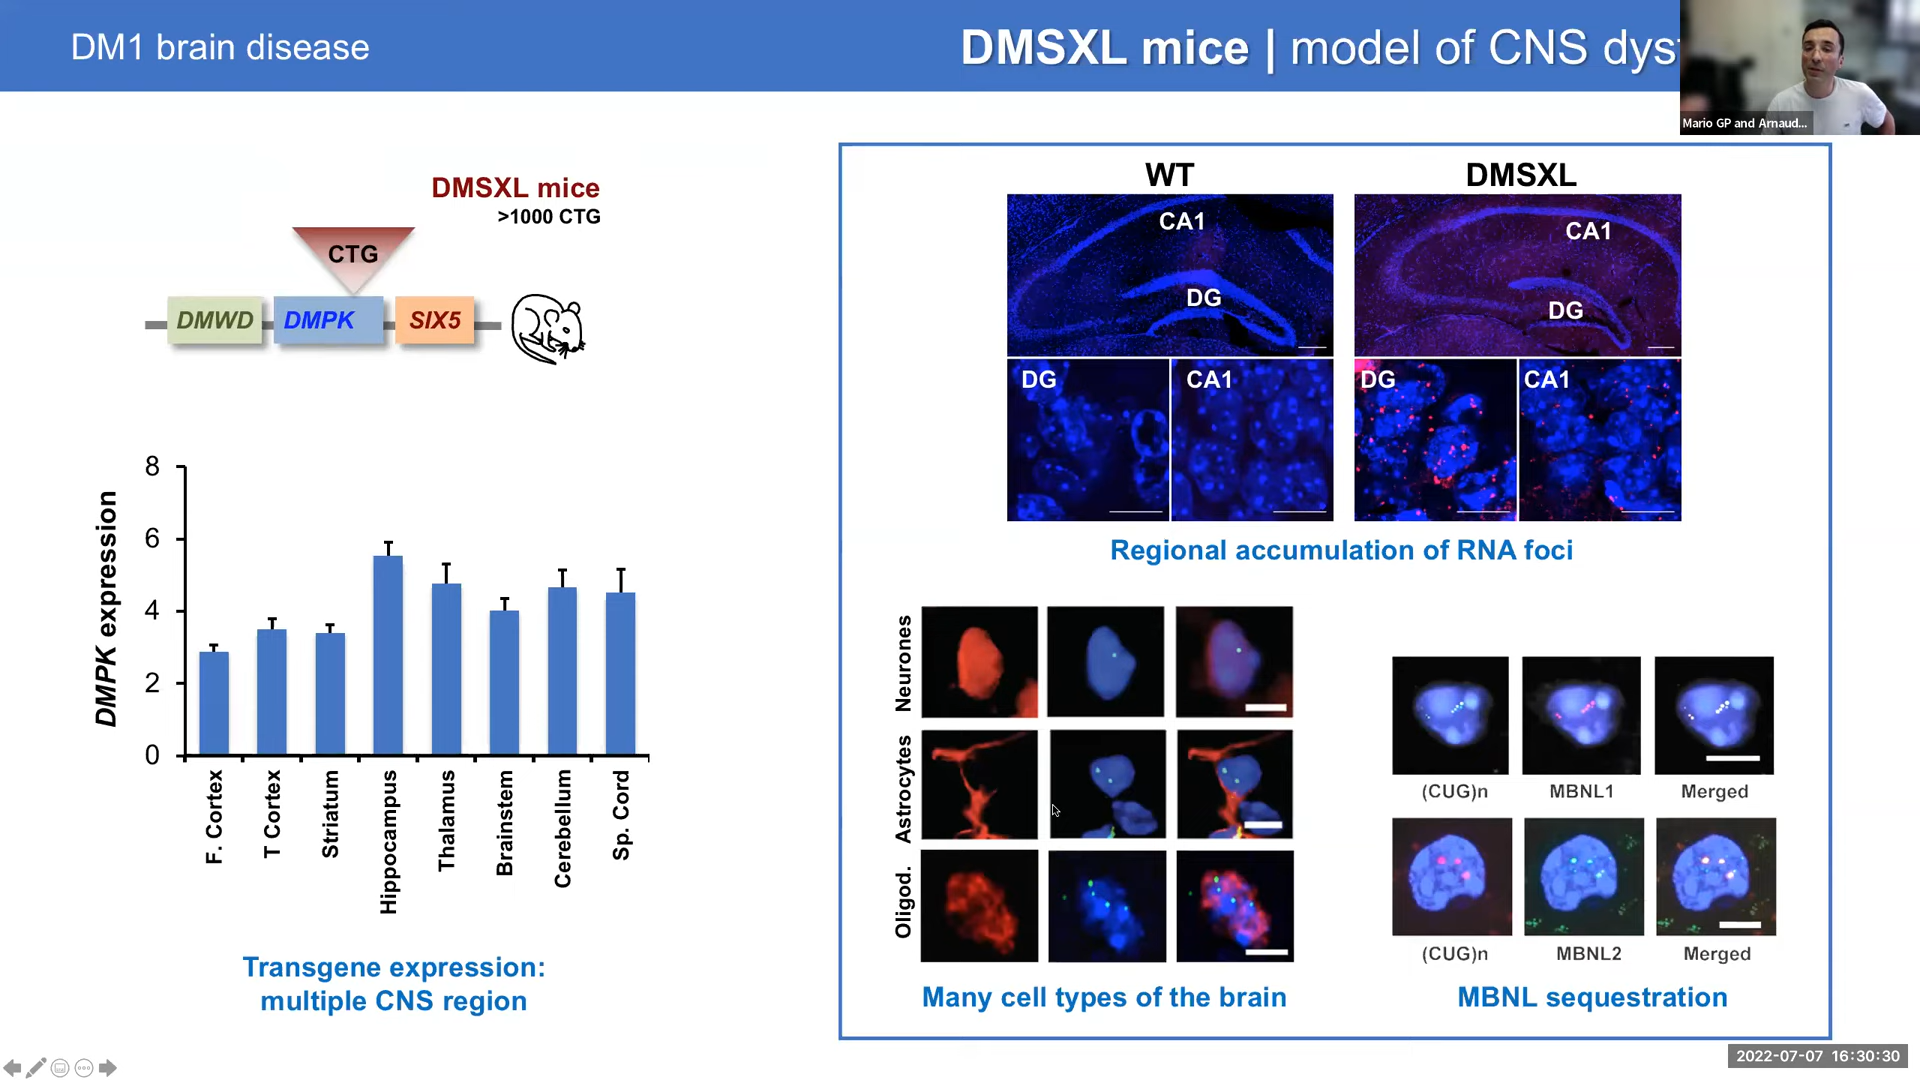 DM1 brain disease
DMSXL mice | model of CNS dys
Mario GP and Arnaud...
DMSXL mice
>1000 CTG
CTG
DMWD
DMPK
SIX5
8
6
4
2
0
DMPK expression
F. Cortex
T Cortex
Striatum
Hippocampus
Thalamus
Brainstem
Cerebellum
Sp. Cord
Transgene expression:
multiple CNS region
WT
DMSXL
CA1
DG
CA1
DG
DG
CA1
DG
CA1
Regional accumulation of RNA foci
Neurones
Astrocytes
Oligod.
Many cell types of the brain
(CUG)n
MBNL1
Merged
(CUG)n
MBNL2
Merged
MBNL sequestration
2022-07-07 16:30:30